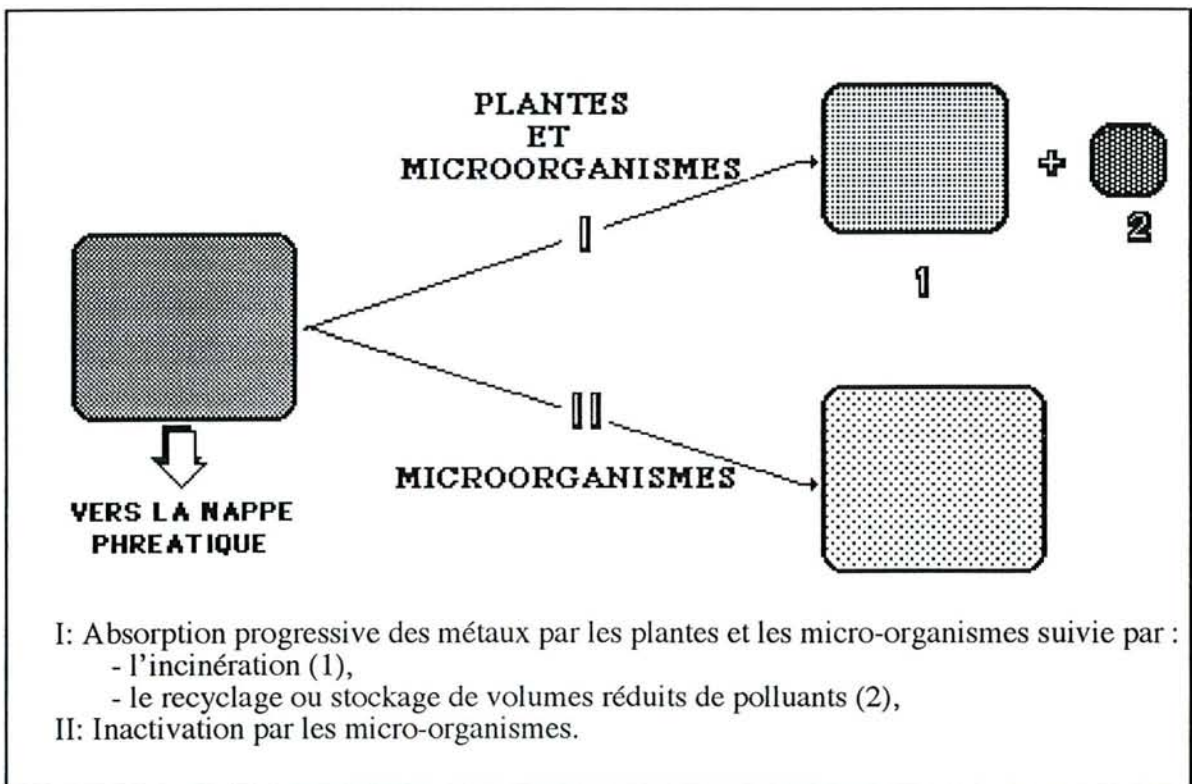 PLANTES
ET
MICROORGANISMES
I
+
2
1
II
MICROORGANISMES
VERS LA NAPPE
PHREATIQUE
I: Absorption progressive des métaux par les plantes et les micro-organismes suivie par :
- l'incinération (1),
- le recyclage ou stockage de volumes réduits de polluants (2),
II: Inactivation par les micro-organismes.